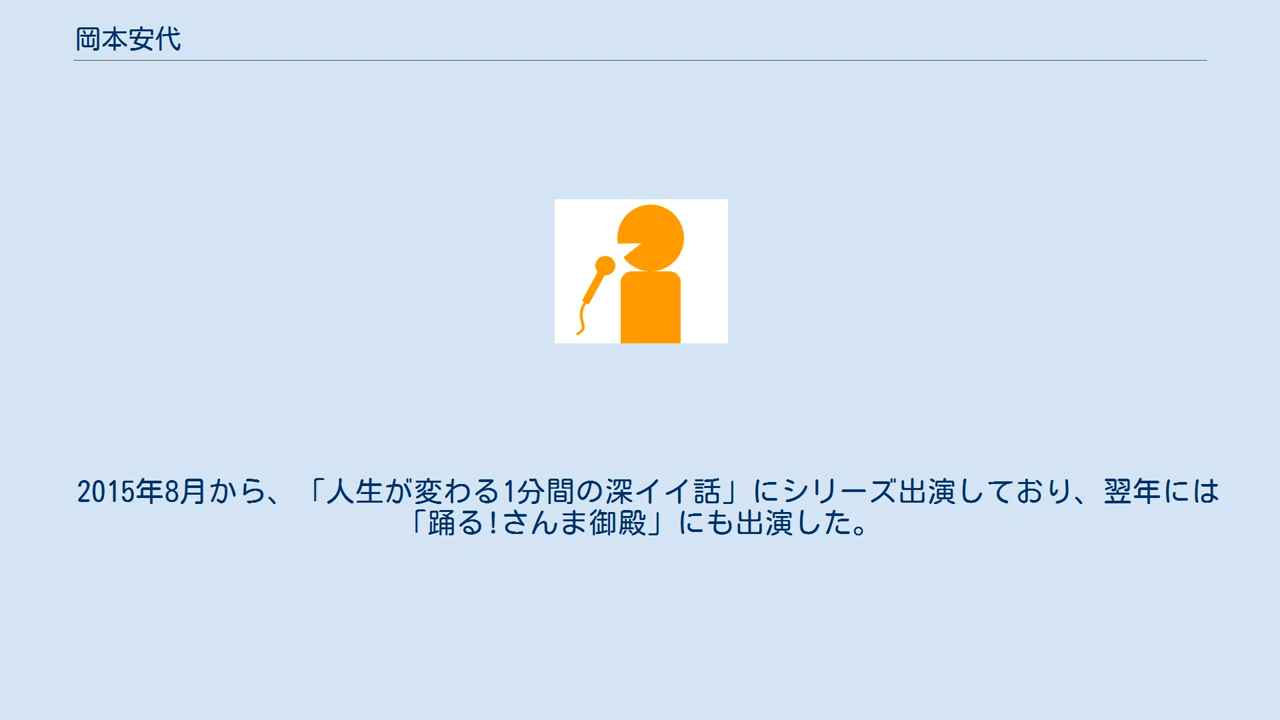 岡本安代
2015年8月から、「人生が変わる1分間の深イイ話」にシリーズ出演しており、翌年には
「踊る!さんま御殿」にも出演した。